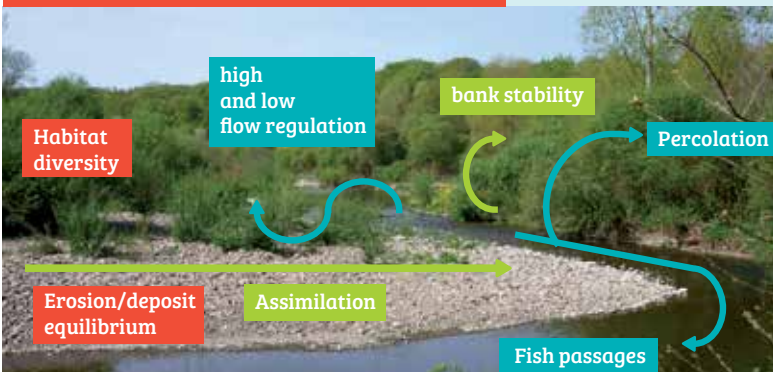 high
and low
flow regulation
bank stability
Habitat
diversity
Percolation
Erosion/deposit
equilibrium
Assimilation
Fish passages